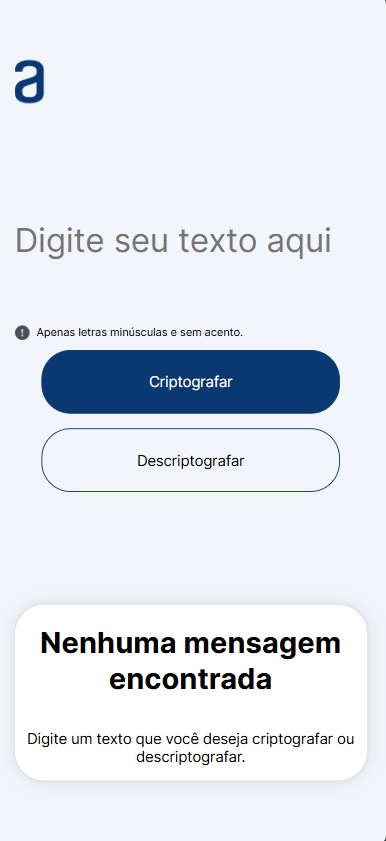 a
Digite seu texto aqui
Apenas letras minúsculas e sem acento.
Criptografar
Descriptografar
Nenhuma mensagem
encontrada
Digite um texto que você deseja criptografar ou
descriptografar.